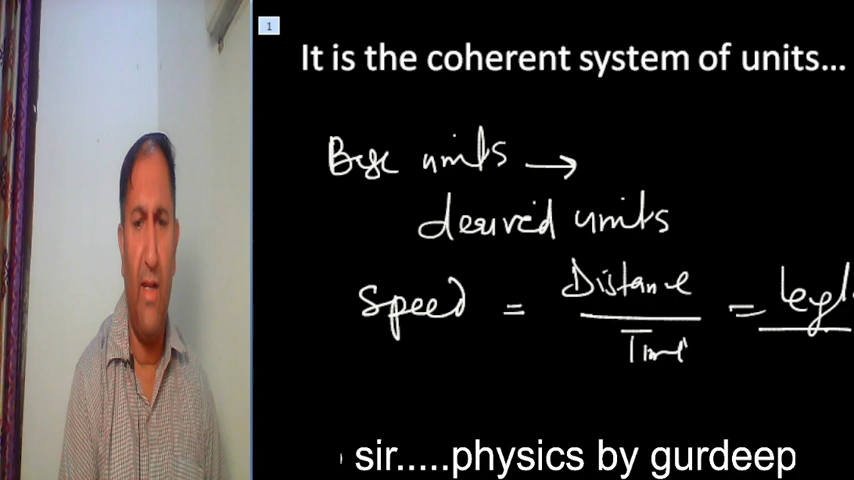 1
It is the coherent system of units...
Base units →
derived units
Speed = Distance / Time =
sir.....physics by gurdeep